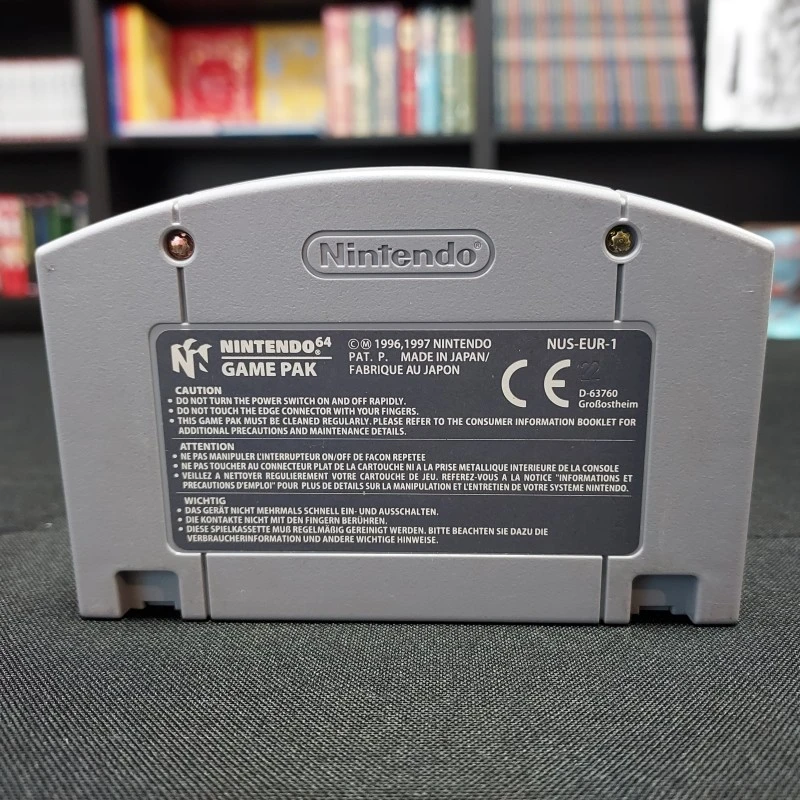 Nintendo®
NINTENDO64®
GAME PAK
©Ⓜ 1996,1997 NINTENDO
PAT. P. MADE IN JAPAN/
FABRIQUE AU JAPON
NUS-EUR-1
CE
D-63760
Großostheim
CAUTION
• DO NOT TURN THE POWER SWITCH ON AND OFF RAPIDLY.
• DO NOT TOUCH THE EDGE CONNECTOR WITH YOUR FINGERS.
• THIS GAME PAK MUST BE CLEANED REGULARLY. PLEASE REFER TO THE CONSUMER INFORMATION BOOKLET FOR
ADDITIONAL PRECAUTIONS AND MAINTENANCE DETAILS.
ATTENTION
• NE PAS MANIPULER L'INTERRUPTEUR ON/OFF DE FACON REPETEE
• NE PAS TOUCHER AU CONNECTEUR PLAT DE LA CARTOUCHE NI A LA PRISE METALLIQUE INTERIEURE DE LA CONSOLE
• VEILLEZ A NETTOYER REGULIEREMENT VOTRE CARTOUCHE DE JEU. REFEREZ-VOUS A LA NOTICE "INFORMATIONS ET
PRECAUTIONS D'EMPLOI" POUR PLUS DE DETAILS SUR LA MANIPULATION ET L'ENTRETIEN DE VOTRE SYSTEME NINTENDO.
WICHTIG
• DAS GERÄT NICHT MEHRMALS SCHNELL EIN- UND AUSSCHALTEN.
• DIE KONTAKTE NICHT MIT DEN FINGERN BERÜHREN.
• DIESE SPIELKASSETTE MUß REGELMÄßIG GEREINIGT WERDEN. BITTE BEACHTEN SIE DAZU DIE
VERBRAUCHERINFORMATION UND ANDERE WICHTIGE HINWEISE.